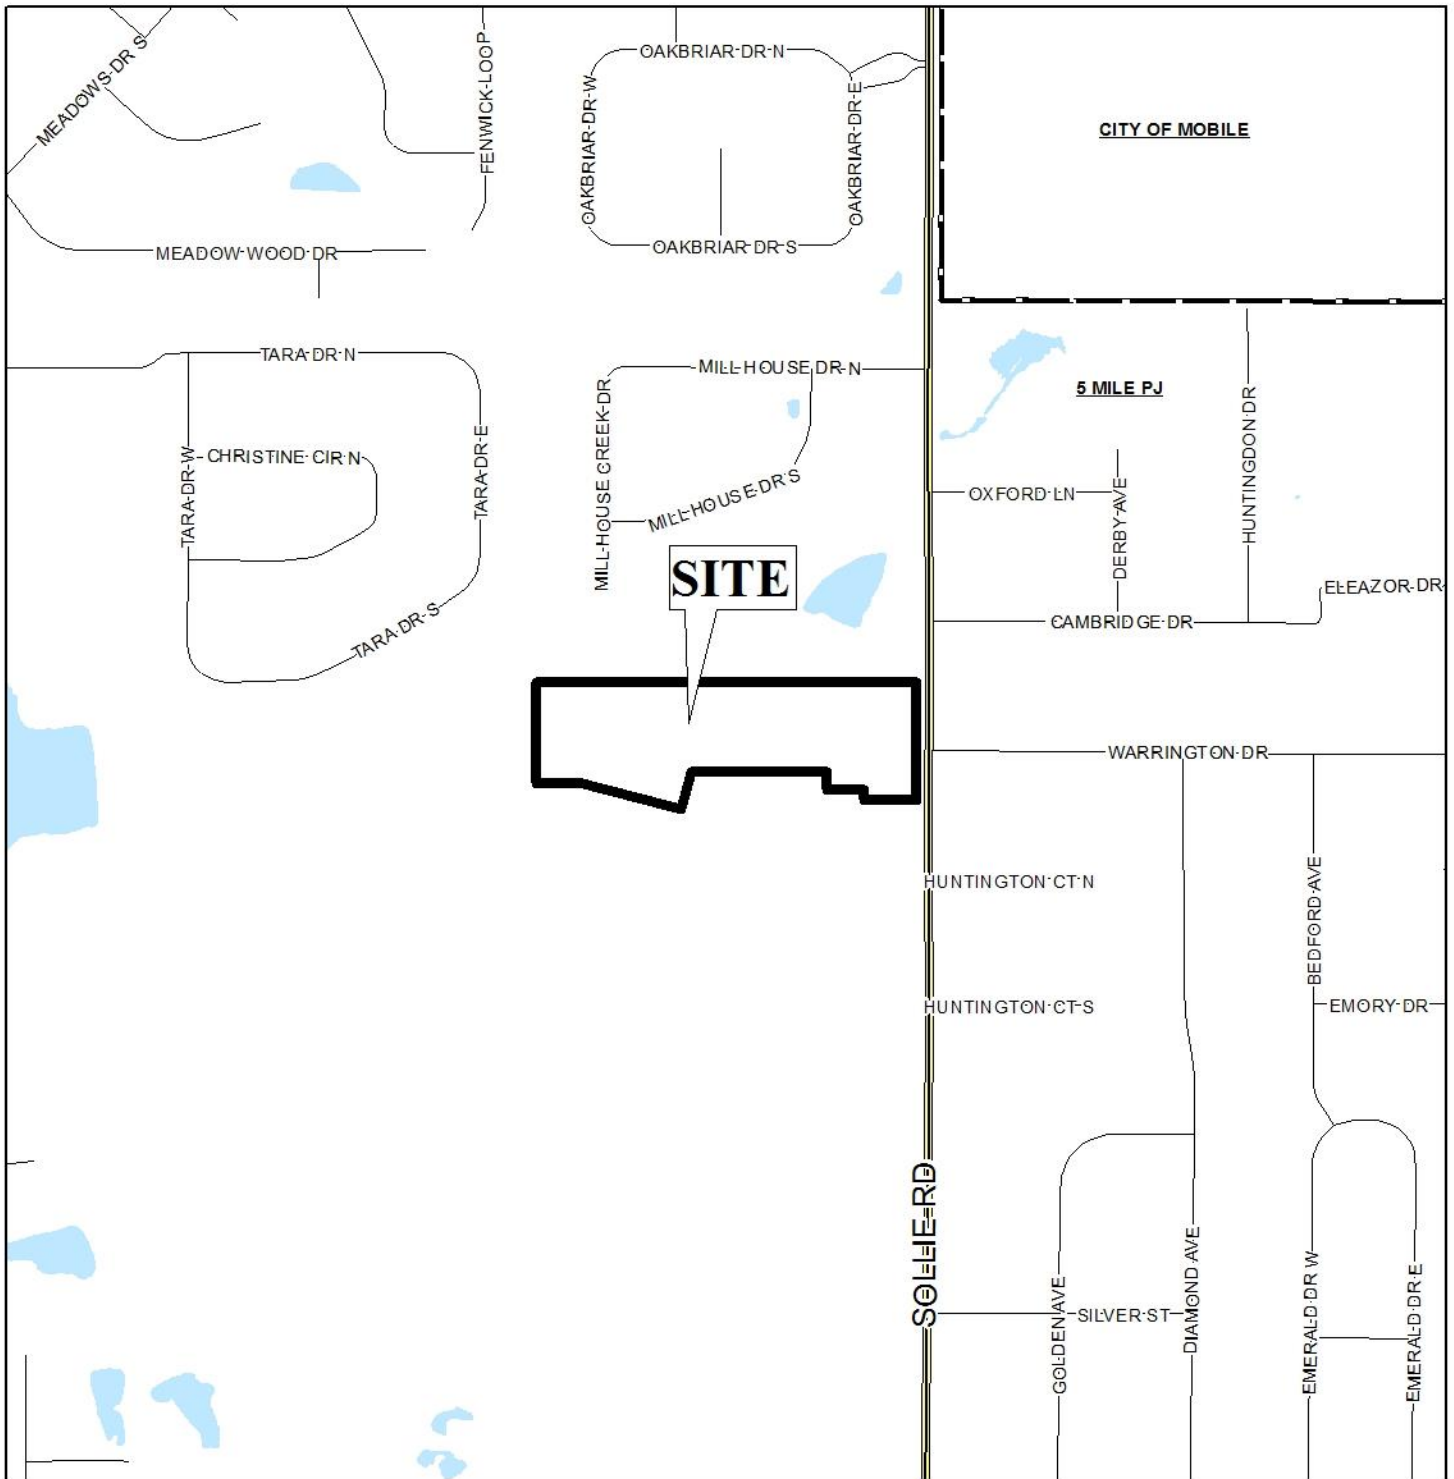 MEADOWS DR S
FENWICK LOOP
OAKBRIAR DR N
OAKBRIAR DR W
OAKBRIAR DR E
OAKBRIAR DR S
CITY OF MOBILE
MEADOW WOOD DR
TARA DR N
MILL HOUSE DR N
5 MILE PJ
HUNTINGDON DR
MILL HOUSE CREEK DR
TARA DR W
CHRISTINE CIR N
TARA DR E
MILL HOUSE DR S
OXFORD LN
DERBY AVE
SITE
ELEAZOR DR
CAMBRIDGE DR
TARA DR S
WARRINGTON DR
HUNTINGTON CT N
BEDFORD AVE
HUNTINGTON CT S
EMORY DR
SOLLIE RD
GOLDEN AVE
SILVER ST
DIAMOND AVE
EMERALD DR W
EMERALD DR E